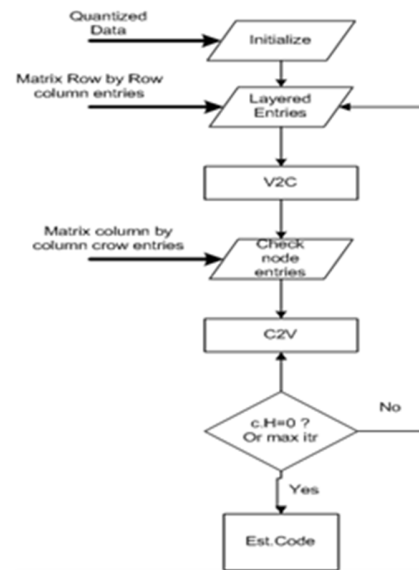 Quantized
Data
Initialize
Matrix Row by Row
column entries
Layered
Entries
V2C
Matrix column by
column crow entries
Check
node
entries
C2V
c.H=0 ?
Or max itr
No
Yes
Est.Code